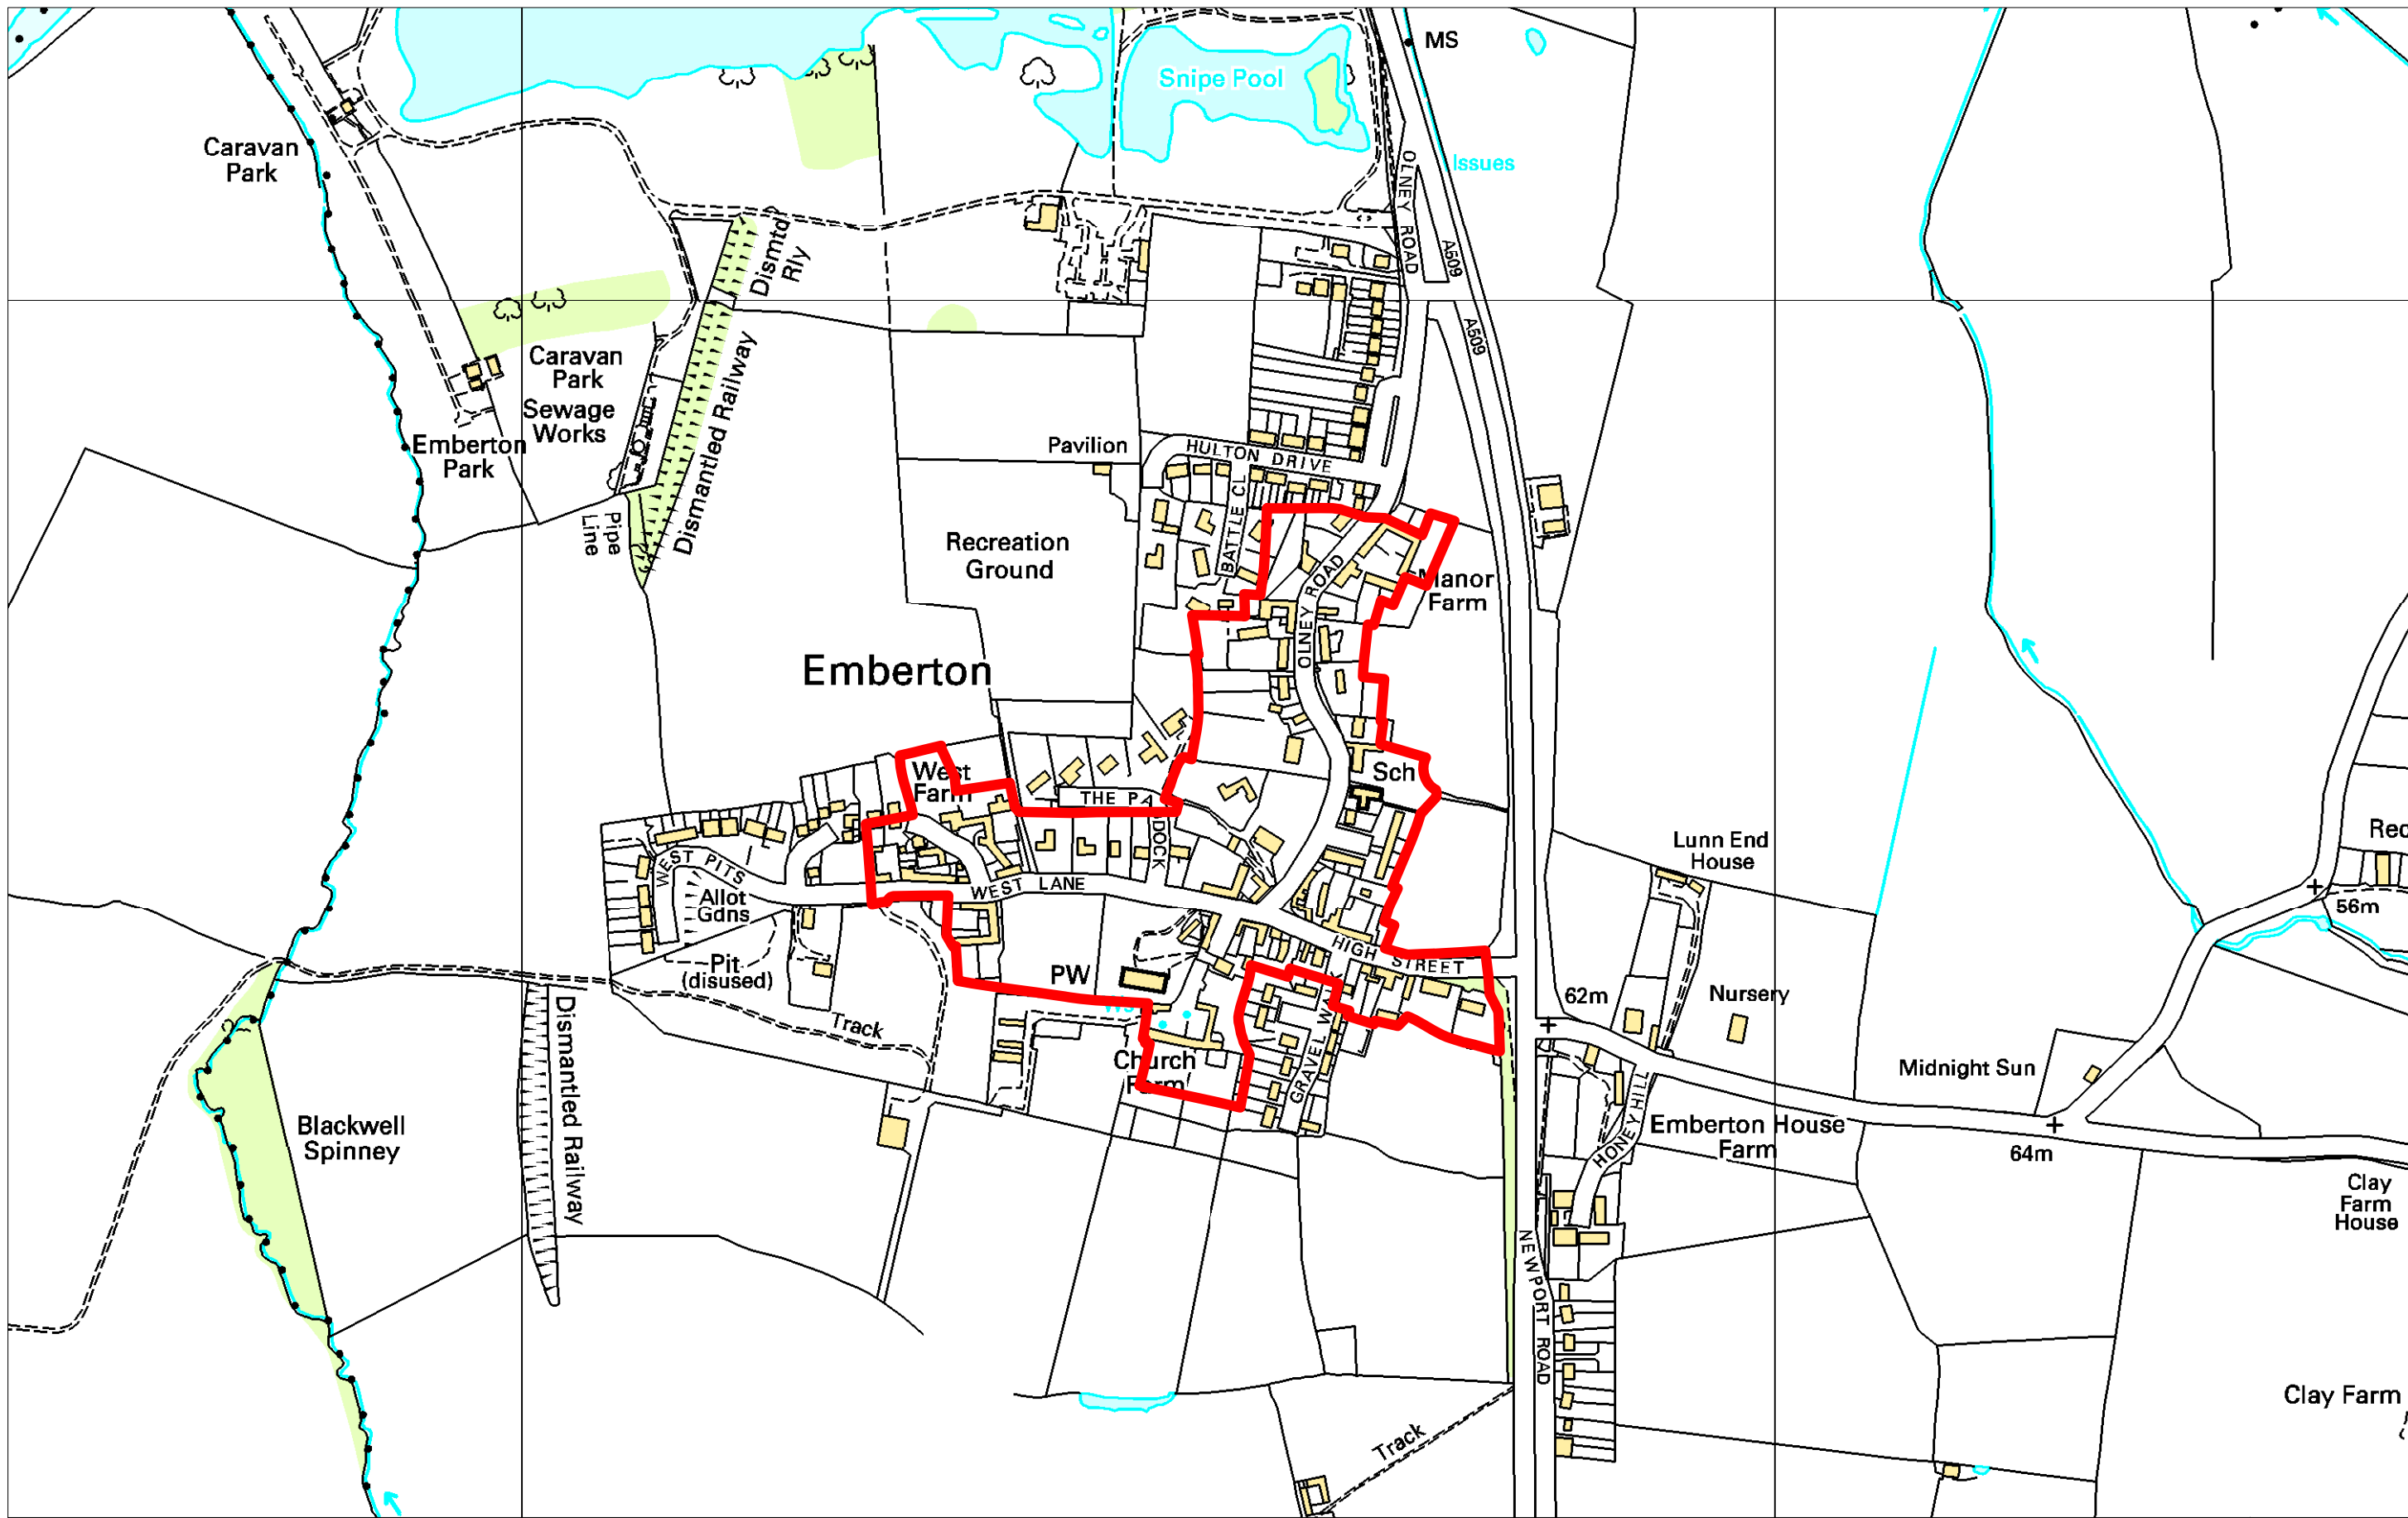 MS
Snipe Pool
Issues
Caravan
Park
OLNEY ROAD
A509
Dismtd
Rly
A509
Caravan
Park
Sewage
Works
Dismantled Railway
Emberton
Park
Pavilion
HULTON DRIVE
BATTLE CL
Pipe
Line
Recreation
Ground
OLNEY ROAD
Manor
Farm
Emberton
West
Farm
Sch
THE PA
DOCK
Lunn End
House
WEST PITS
Allot
Gdns
WEST LANE
56m
HIGH STREET
Pit
(disused)
PW
62m
Nursery
Dismantled Railway
Track
GRAVEL WALK
Church
Farm
Midnight Sun
HONEY HILL
Blackwell
Spinney
Emberton House
Farm
64m
Clay
Farm
House
NEWPORT ROAD
Clay Farm
Track